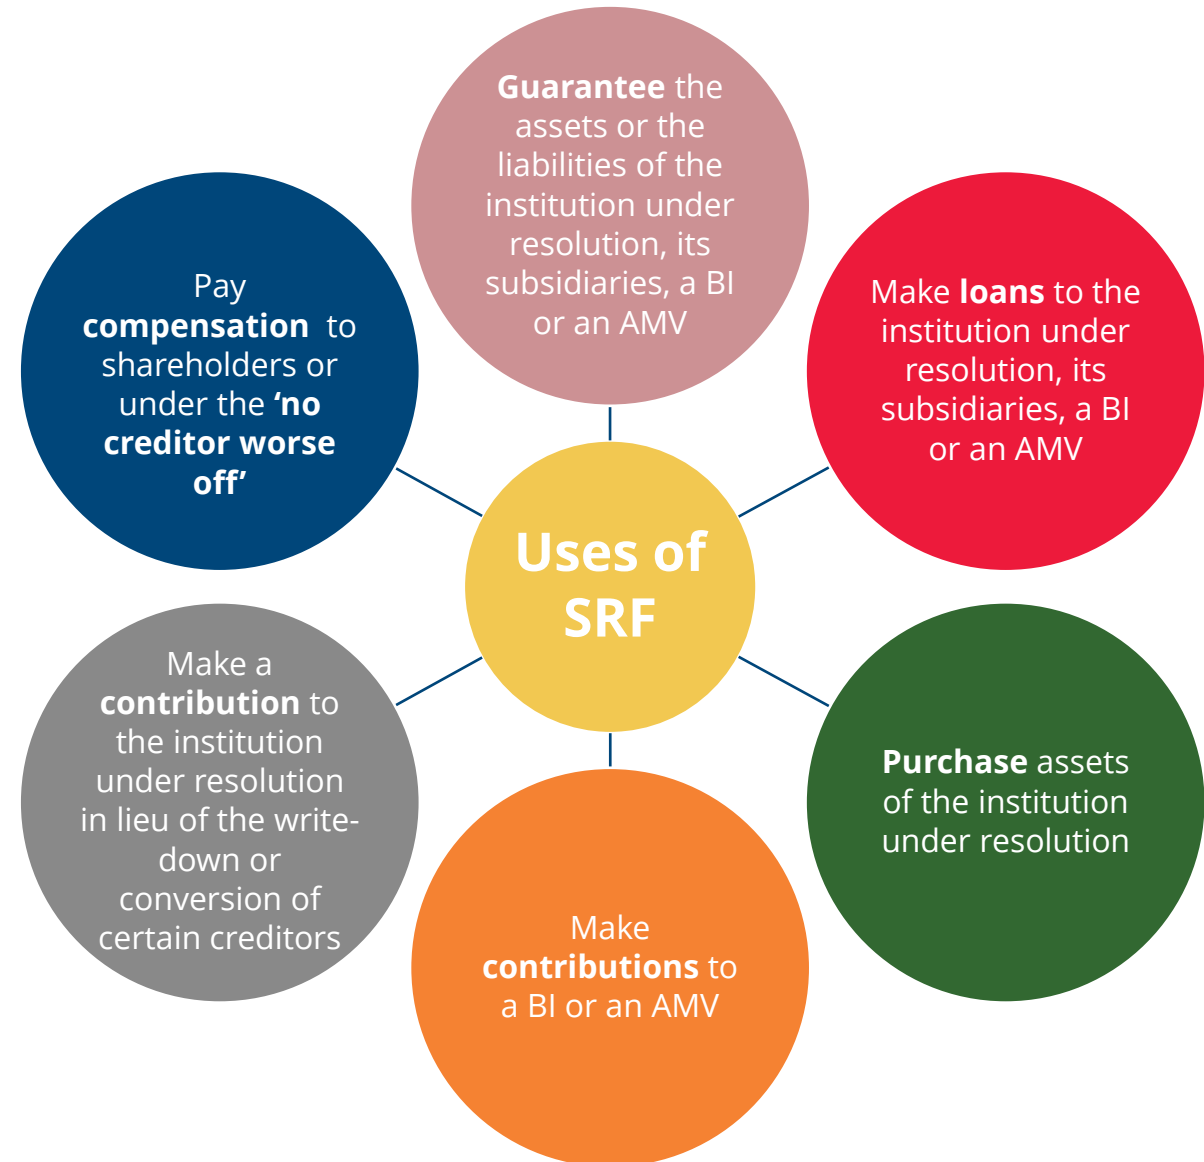 Guarantee the
assets or the
liabilities of the
institution under
resolution, its
subsidiaries, a BI
or an AMV
Make loans to the
institution under
resolution, its
subsidiaries, a BI
or an AMV
Purchase assets
of the institution
under resolution
Make
contributions to
a BI or an AMV
Make a
contribution to
the institution
under resolution
in lieu of the write-
down or
conversion of
certain creditors
Pay
compensation to
shareholders or
under the ‘no
creditor worse
off’
Uses of
SRF